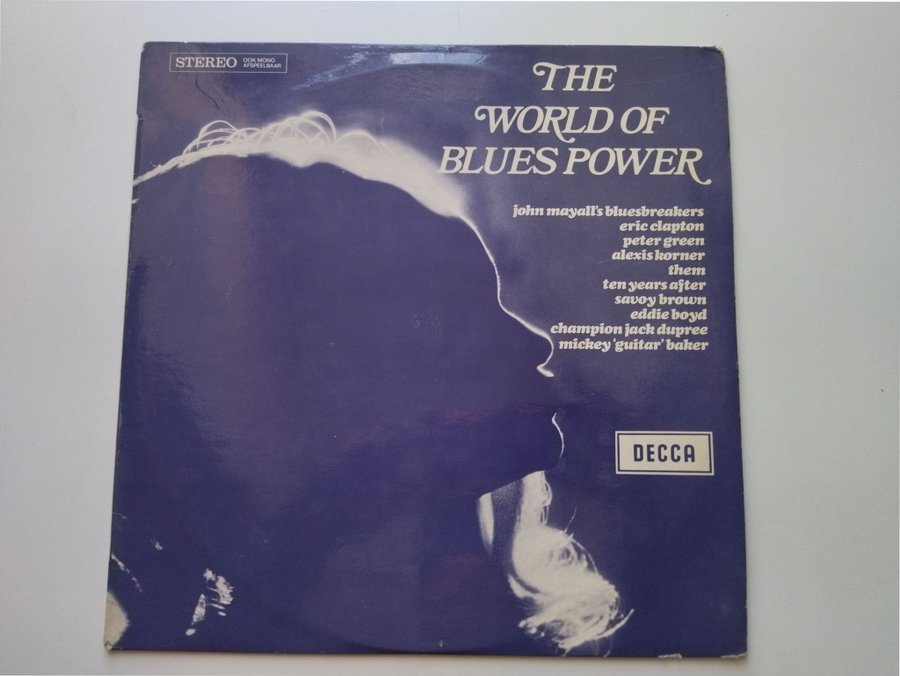 STEREO OOK MONO
AFSPEELBAAR
THE
WORLD OF
BLUES POWER
john mayall's bluesbreakers
eric clapton
peter green
alexis korner
them
ten years after
savoy brown
eddie boyd
champion jack dupree
mickey 'guitar' baker
DECCA